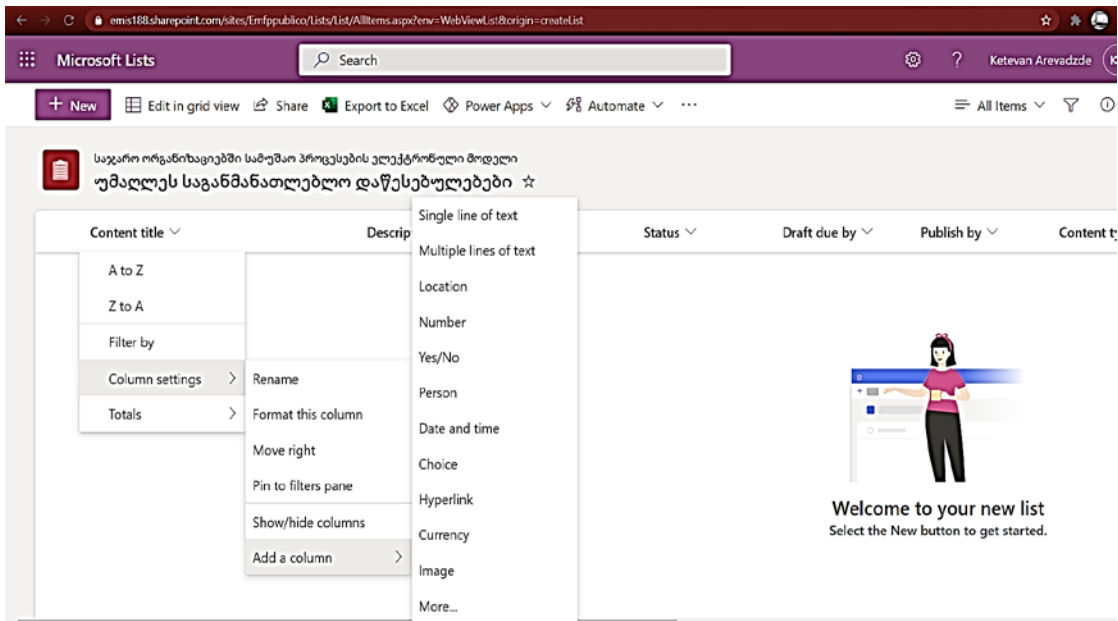 emis188.sharepoint.com/sites/Emfppublico/Lists/List/AllItems.aspx?env=WebViewList&origin=createList
Microsoft Lists
Search
?
Ketevan Arevadzde
K
+ New
Edit in grid view
Share
Export to Excel
Power Apps
Automate
...
All Items
საჯარო ორგანიზაციებში სამუშაო პროცესების ელექტრონული მოდელი
უმაღლეს საგანმანათლებლო დაწესებულებები
Content title
Descrip
Status
Draft due by
Publish by
Content ty
A to Z
Z to A
Filter by
Column settings
Totals
Rename
Format this column
Move right
Pin to filters pane
Show/hide columns
Add a column
Single line of text
Multiple lines of text
Location
Number
Yes/No
Person
Date and time
Choice
Hyperlink
Currency
Image
More...
Welcome to your new list
Select the New button to get started.